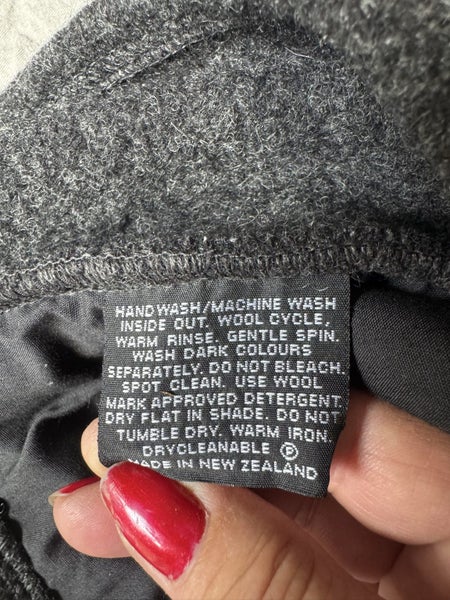 HANDWASH/MACHINE WASH
INSIDE OUT. WOOL CYCLE,
WARM RINSE. GENTLE SPIN.
WASH DARK COLOURS
SEPARATELY. DO NOT BLEACH.
SPOT CLEAN. USE WOOL
MARK APPROVED DETERGENT.
DRY FLAT IN SHADE. DO NOT
TUMBLE DRY. WARM IRON.
DRYCLEANABLE Ⓟ
MADE IN NEW ZEALAND